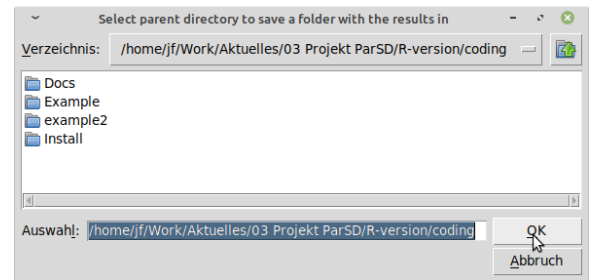 Select parent directory to save a folder with the results in
Verzeichnis: /home/jf/Work/Aktuelles/03 Projekt ParSD/R-version/coding
Docs
Example
example2
Install
Auswahl: /home/jf/Work/Aktuelles/03 Projekt ParSD/R-version/coding OK
Abbruch